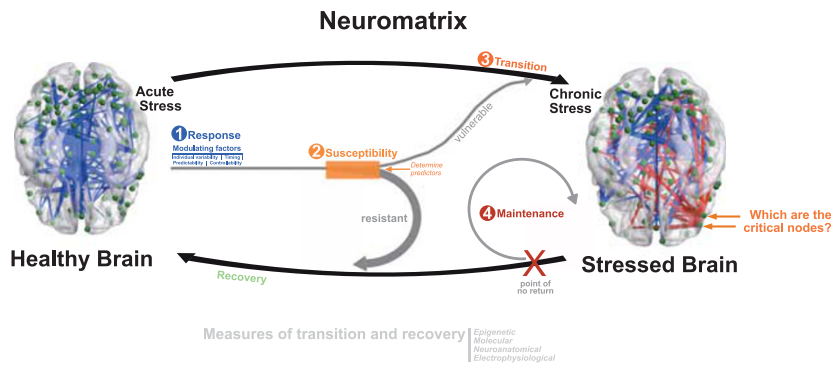 Neuromatrix
Acute
Stress
3 Transition
Chronic
Stress
1 Response
Modulating factors
Individual variability | Timing
Predictability | Controllability
2 Susceptibility
vulnerable
Determine
predictors
resistant
4 Maintenance
Which are the
critical nodes?
Healthy Brain
Stressed Brain
Recovery
X
point of
no return
Measures of transition and recovery
Epigenetic
Molecular
Neuroanatomical
Electrophysiological